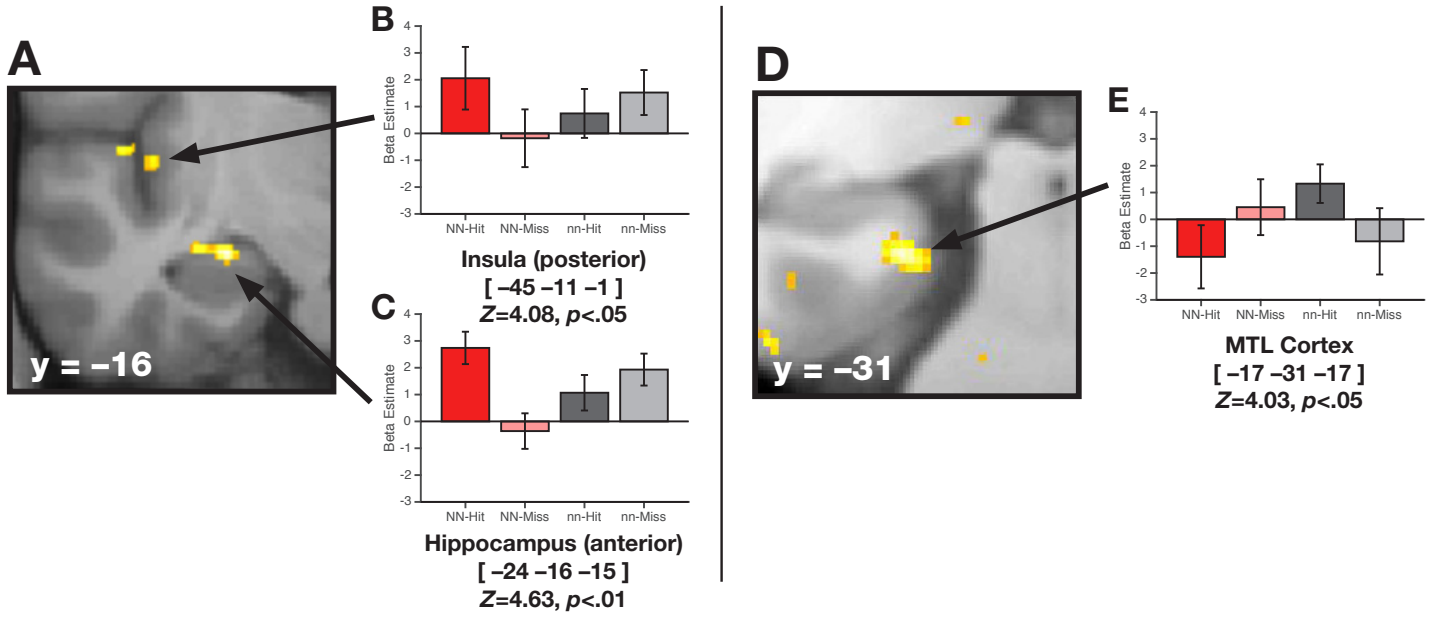 A
y = –16
B
Beta Estimate
4
3
2
1
0
-1
-2
-3
NN-Hit NN-Miss nn-Hit nn-Miss
Insula (posterior)
[ –45 –11 –1 ]
Z=4.08, p<.05
C
Beta Estimate
4
3
2
1
0
-1
-2
-3
NN-Hit NN-Miss nn-Hit nn-Miss
Hippocampus (anterior)
[ –24 –16 –15 ]
Z=4.63, p<.01
D
y = –31
E
Beta Estimate
4
3
2
1
0
-1
-2
-3
NN-Hit NN-Miss nn-Hit nn-Miss
MTL Cortex
[ –17 –31 –17 ]
Z=4.03, p<.05